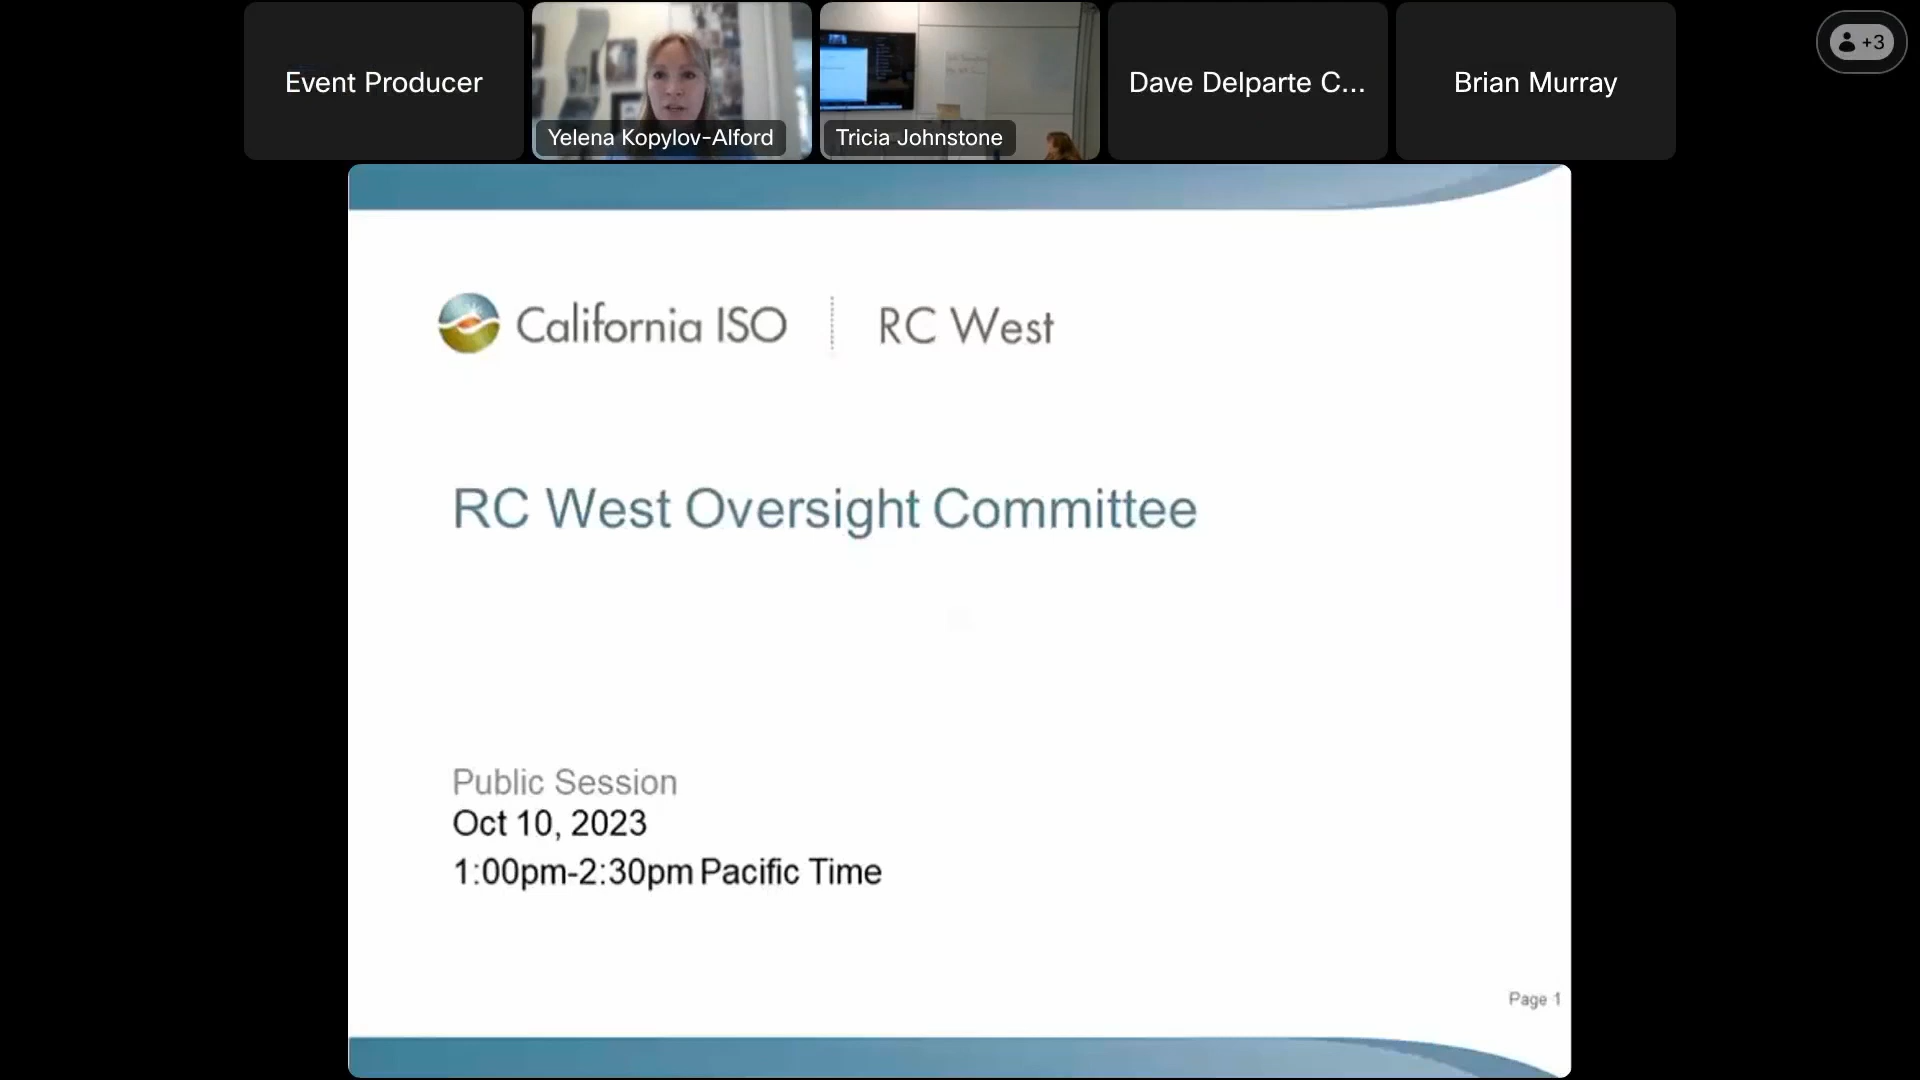 Event Producer
Yelena Kopylov-Alford
Tricia Johnstone
Dave Delparte C...
Brian Murray
+3
California ISO
RC West
RC West Oversight Committee
Public Session
Oct 10, 2023
1:00pm-2:30pm Pacific Time
Page 1